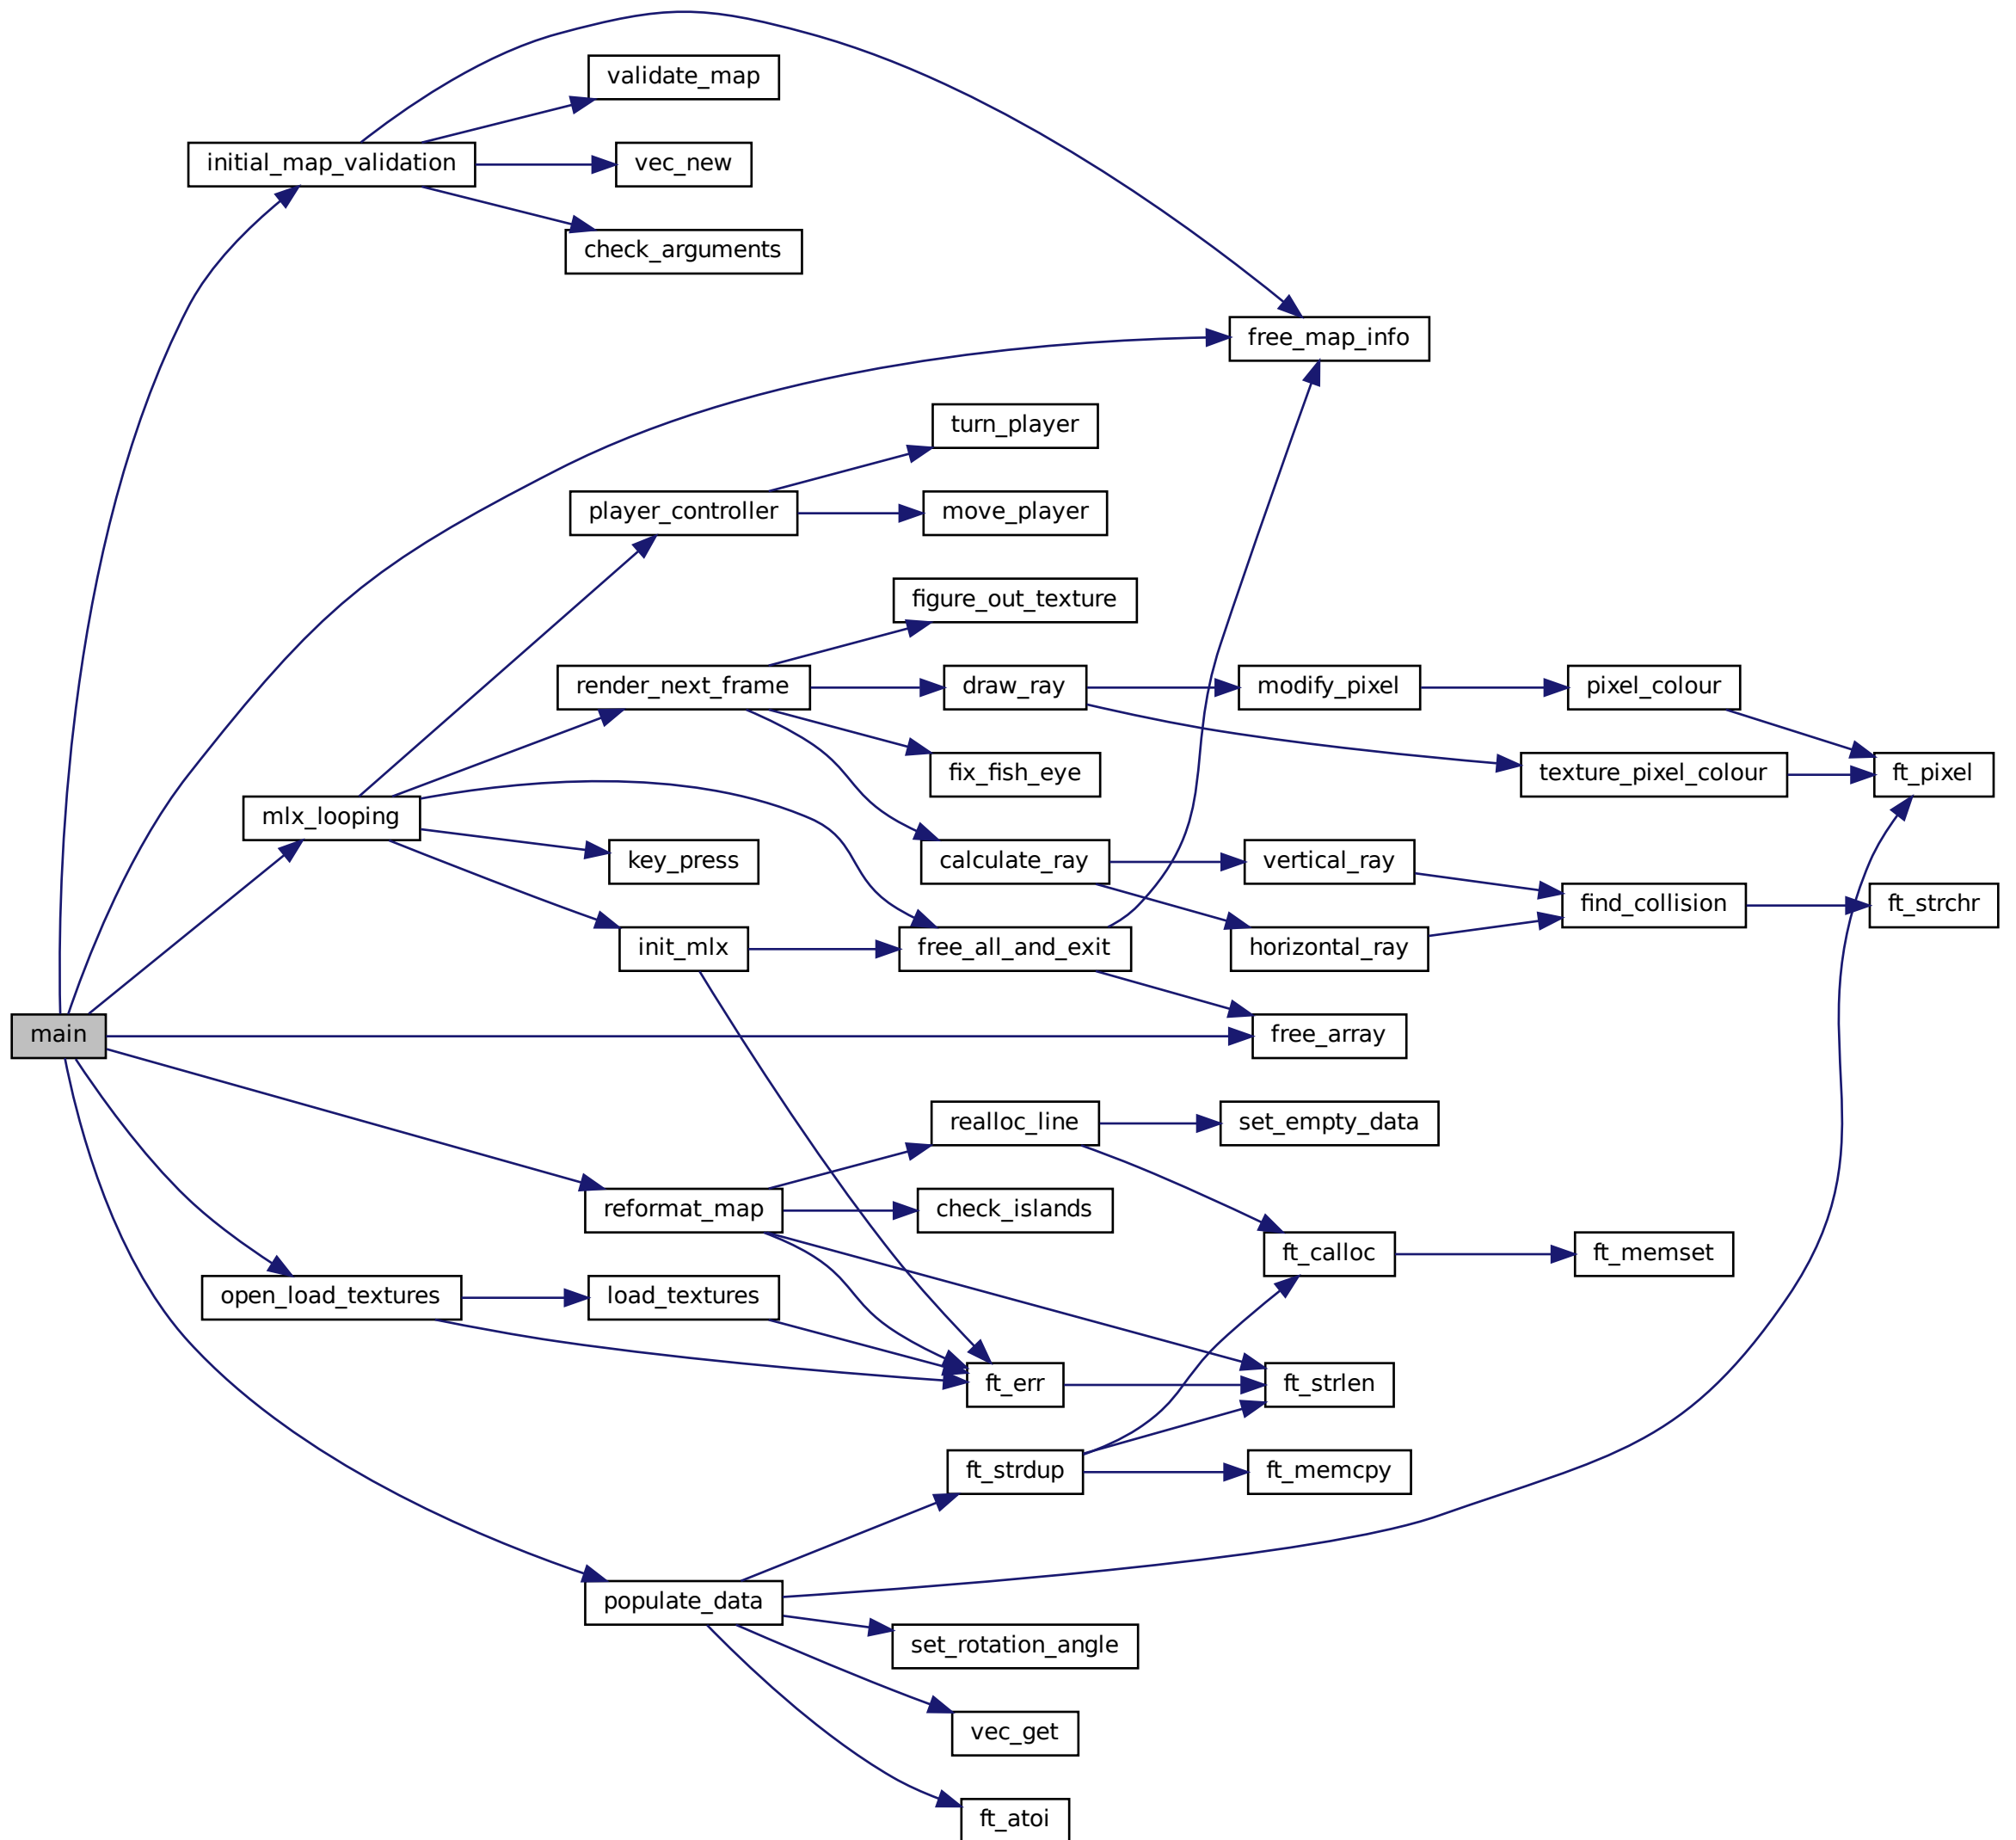 validate_map
initial_map_validation
vec_new
check_arguments
free_map_info
turn_player
player_controller
move_player
figure_out_texture
render_next_frame
draw_ray
modify_pixel
pixel_colour
fix_fish_eye
texture_pixel_colour
ft_pixel
mlx_looping
key_press
calculate_ray
vertical_ray
find_collision
ft_strchr
init_mlx
free_all_and_exit
horizontal_ray
main
free_array
realloc_line
set_empty_data
reformat_map
check_islands
ft_calloc
ft_memset
open_load_textures
load_textures
ft_err
ft_strlen
ft_strdup
ft_memcpy
populate_data
set_rotation_angle
vec_get
ft_atoi